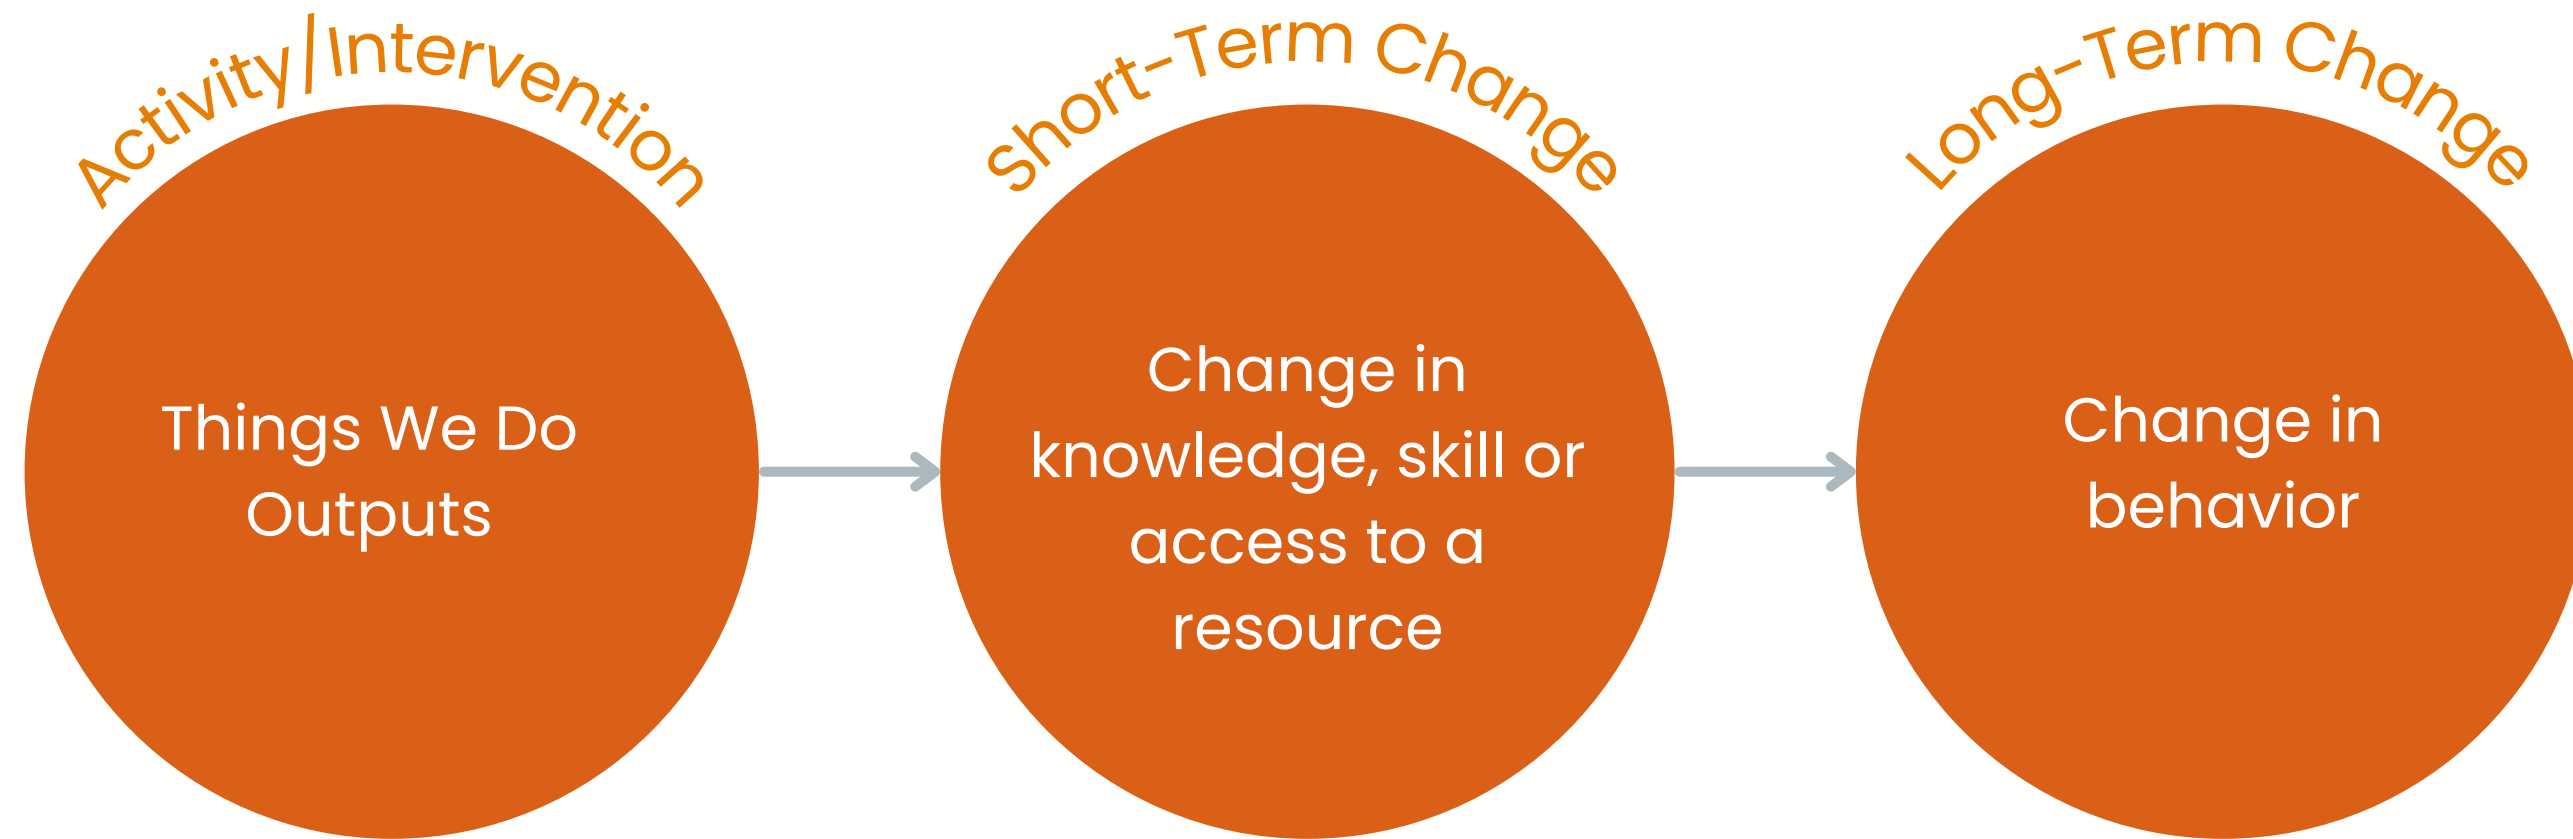 Activity/Intervention
Things We Do
Outputs
Short-Term Change
Change in
knowledge, skill or
access to a
resource
Long-Term Change
Change in
behavior